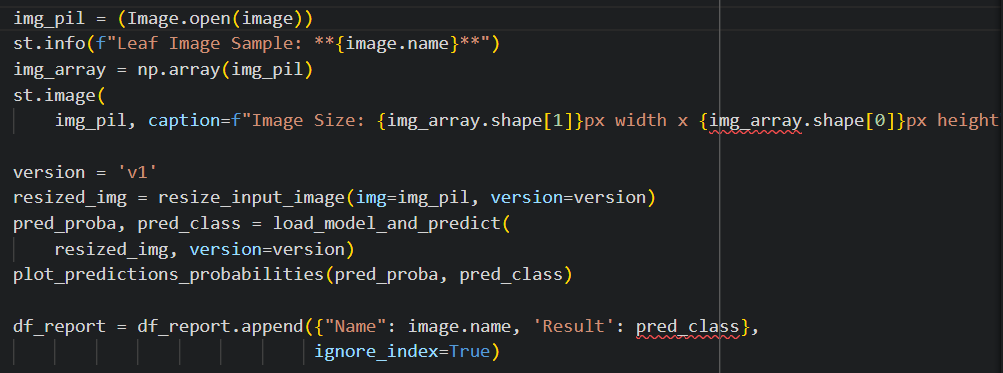 img_pil = (Image.open(image))
st.info(f"Leaf Image Sample: **{image.name}**")
img_array = np.array(img_pil)
st.image(
img_pil, caption=f"Image Size: {img_array.shape[1]}px width x {img_array.shape[0]}px height
version = 'v1'
resized_img = resize_input_image(img=img_pil, version=version)
pred_proba, pred_class = load_model_and_predict(
resized_img, version=version)
plot_predictions_probabilities(pred_proba, pred_class)
df_report = df_report.append({"Name": image.name, 'Result': pred_class},
ignore_index=True)